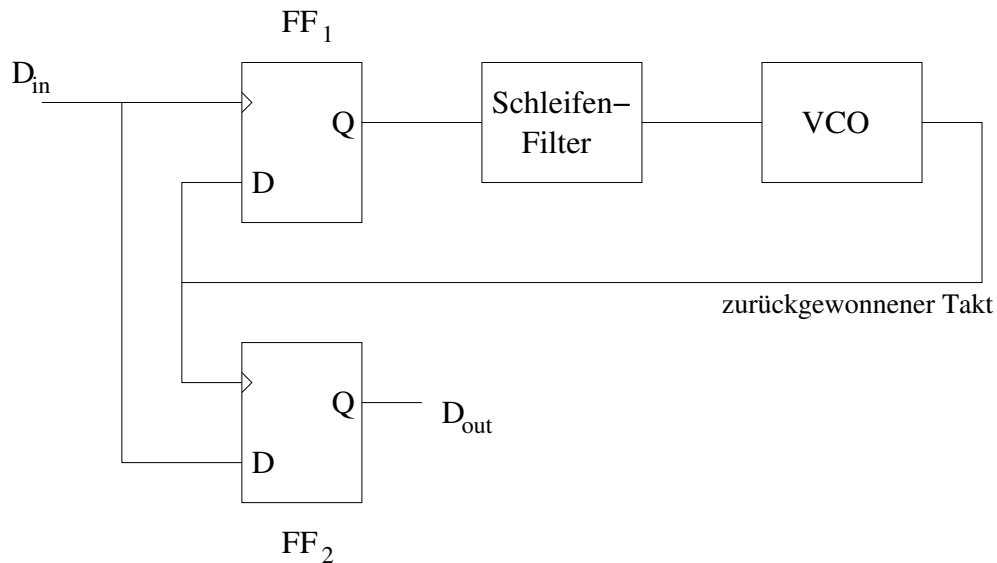 FF1
Din
Q
D
Schleifen-
Filter
VCO
zurückgewonnener Takt
Q
D
Dout
FF2